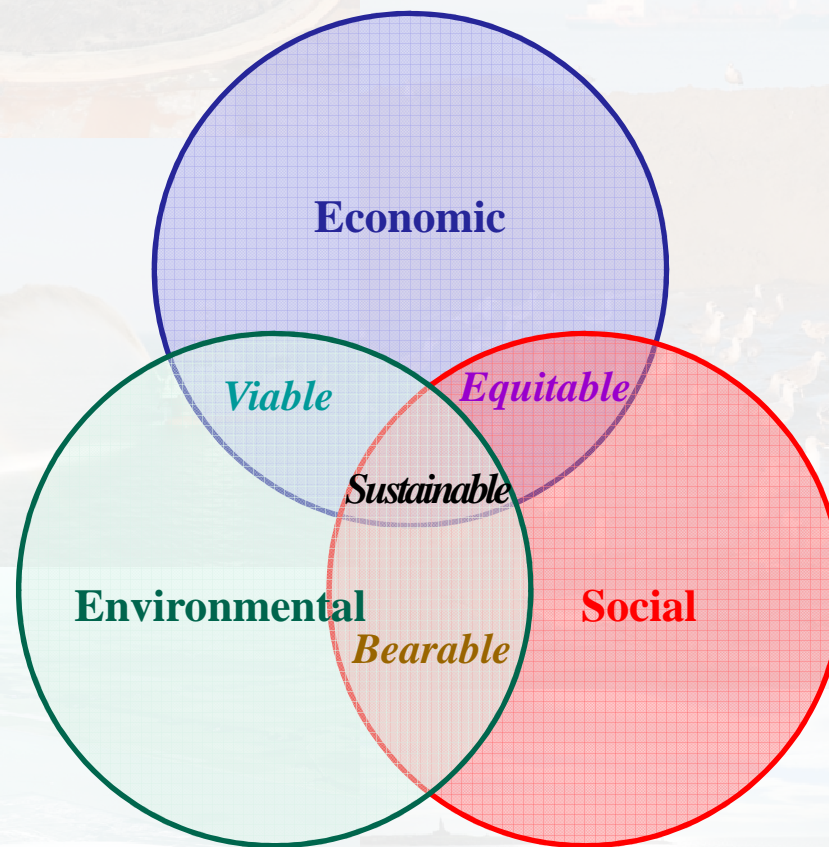 Economic
Viable
Equitable
Sustainable
Environmental
Social
Bearable